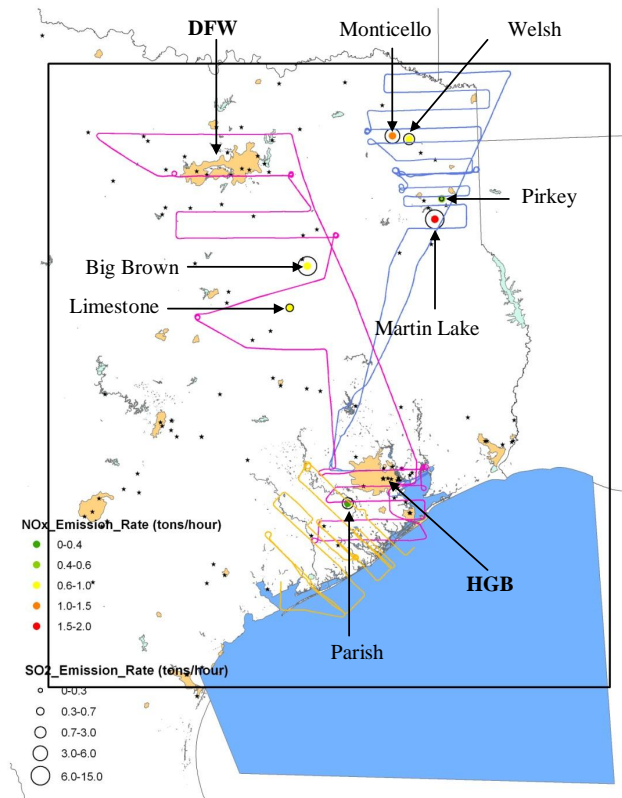 DFW
Monticello
Welsh
Pirkey
Big Brown
Limestone
Martin Lake
NOx_Emission_Rate (tons/hour)
0-0.4
0.4-0.6
0.6-1.0
1.0-1.5
1.5-2.0
HGB
Parish
SO2_Emission_Rate (tons/hour)
0-0.3
0.3-0.7
0.7-3.0
3.0-6.0
6.0-15.0